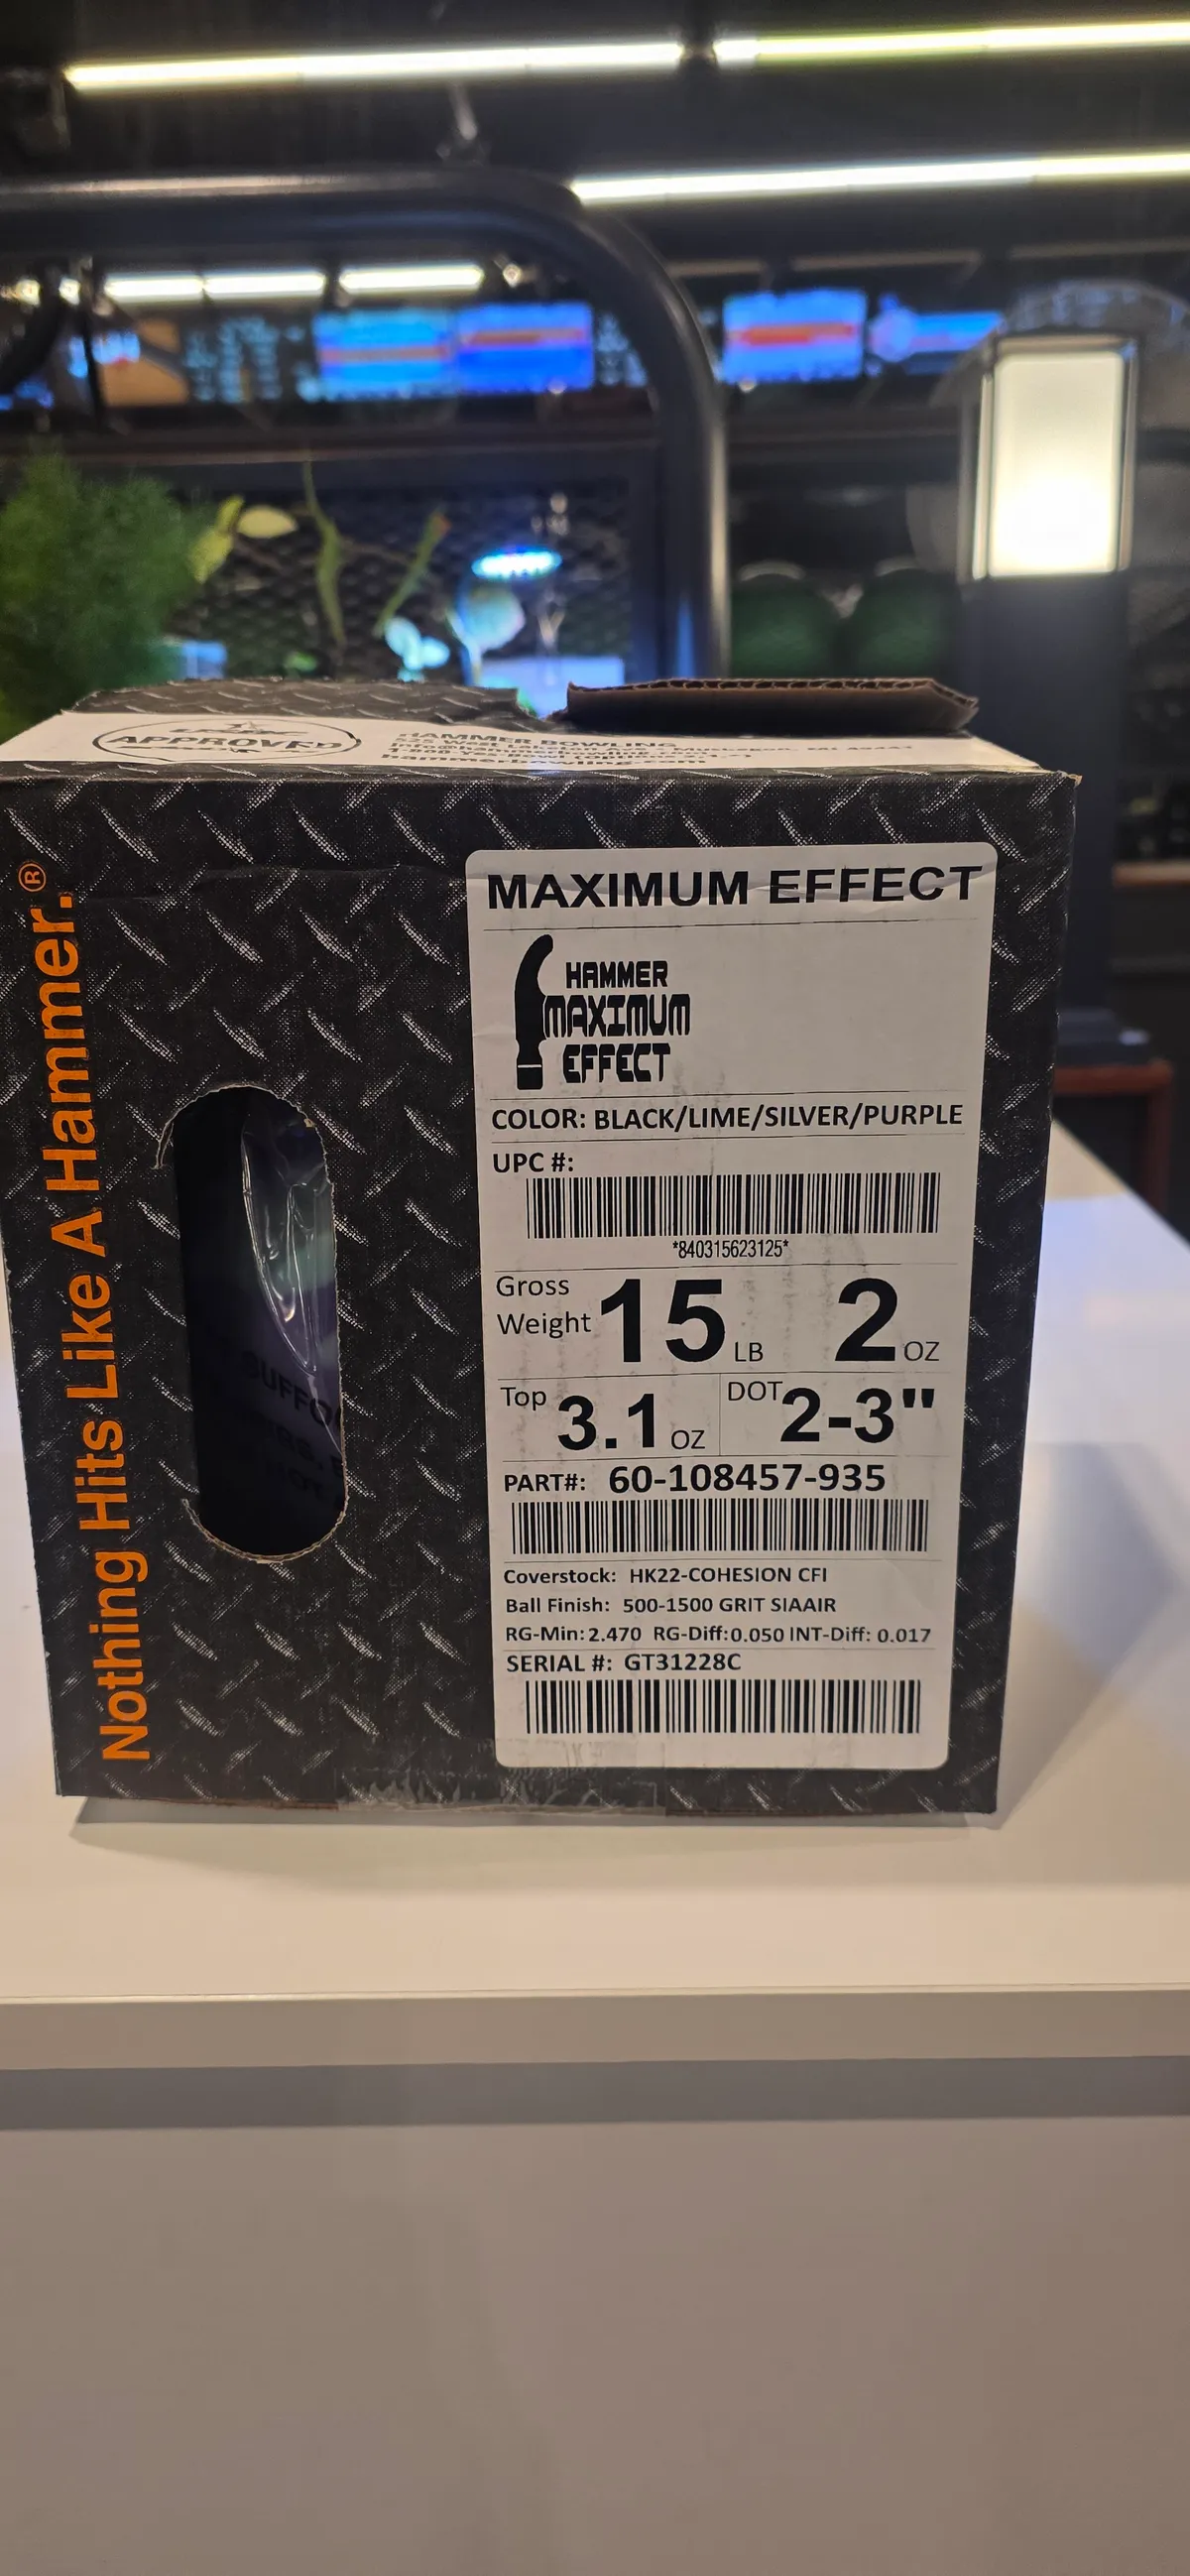 APPROVED
HAMMER BOWLING
hammerbowling.com
Nothing Hits Like A Hammer.®
MAXIMUM EFFECT
HAMMER
MAXIMUM
EFFECT
COLOR: BLACK/LIME/SILVER/PURPLE
UPC #:
*840315623125*
Gross Weight 15 LB 2 OZ
Top 3.1 OZ DOT 2-3"
PART#: 60-108457-935
Coverstock: HK22-COHESION CFI
Ball Finish: 500-1500 GRIT SIAAIR
RG-Min: 2.470 RG-Diff: 0.050 INT-Diff: 0.017
SERIAL #: GT31228C